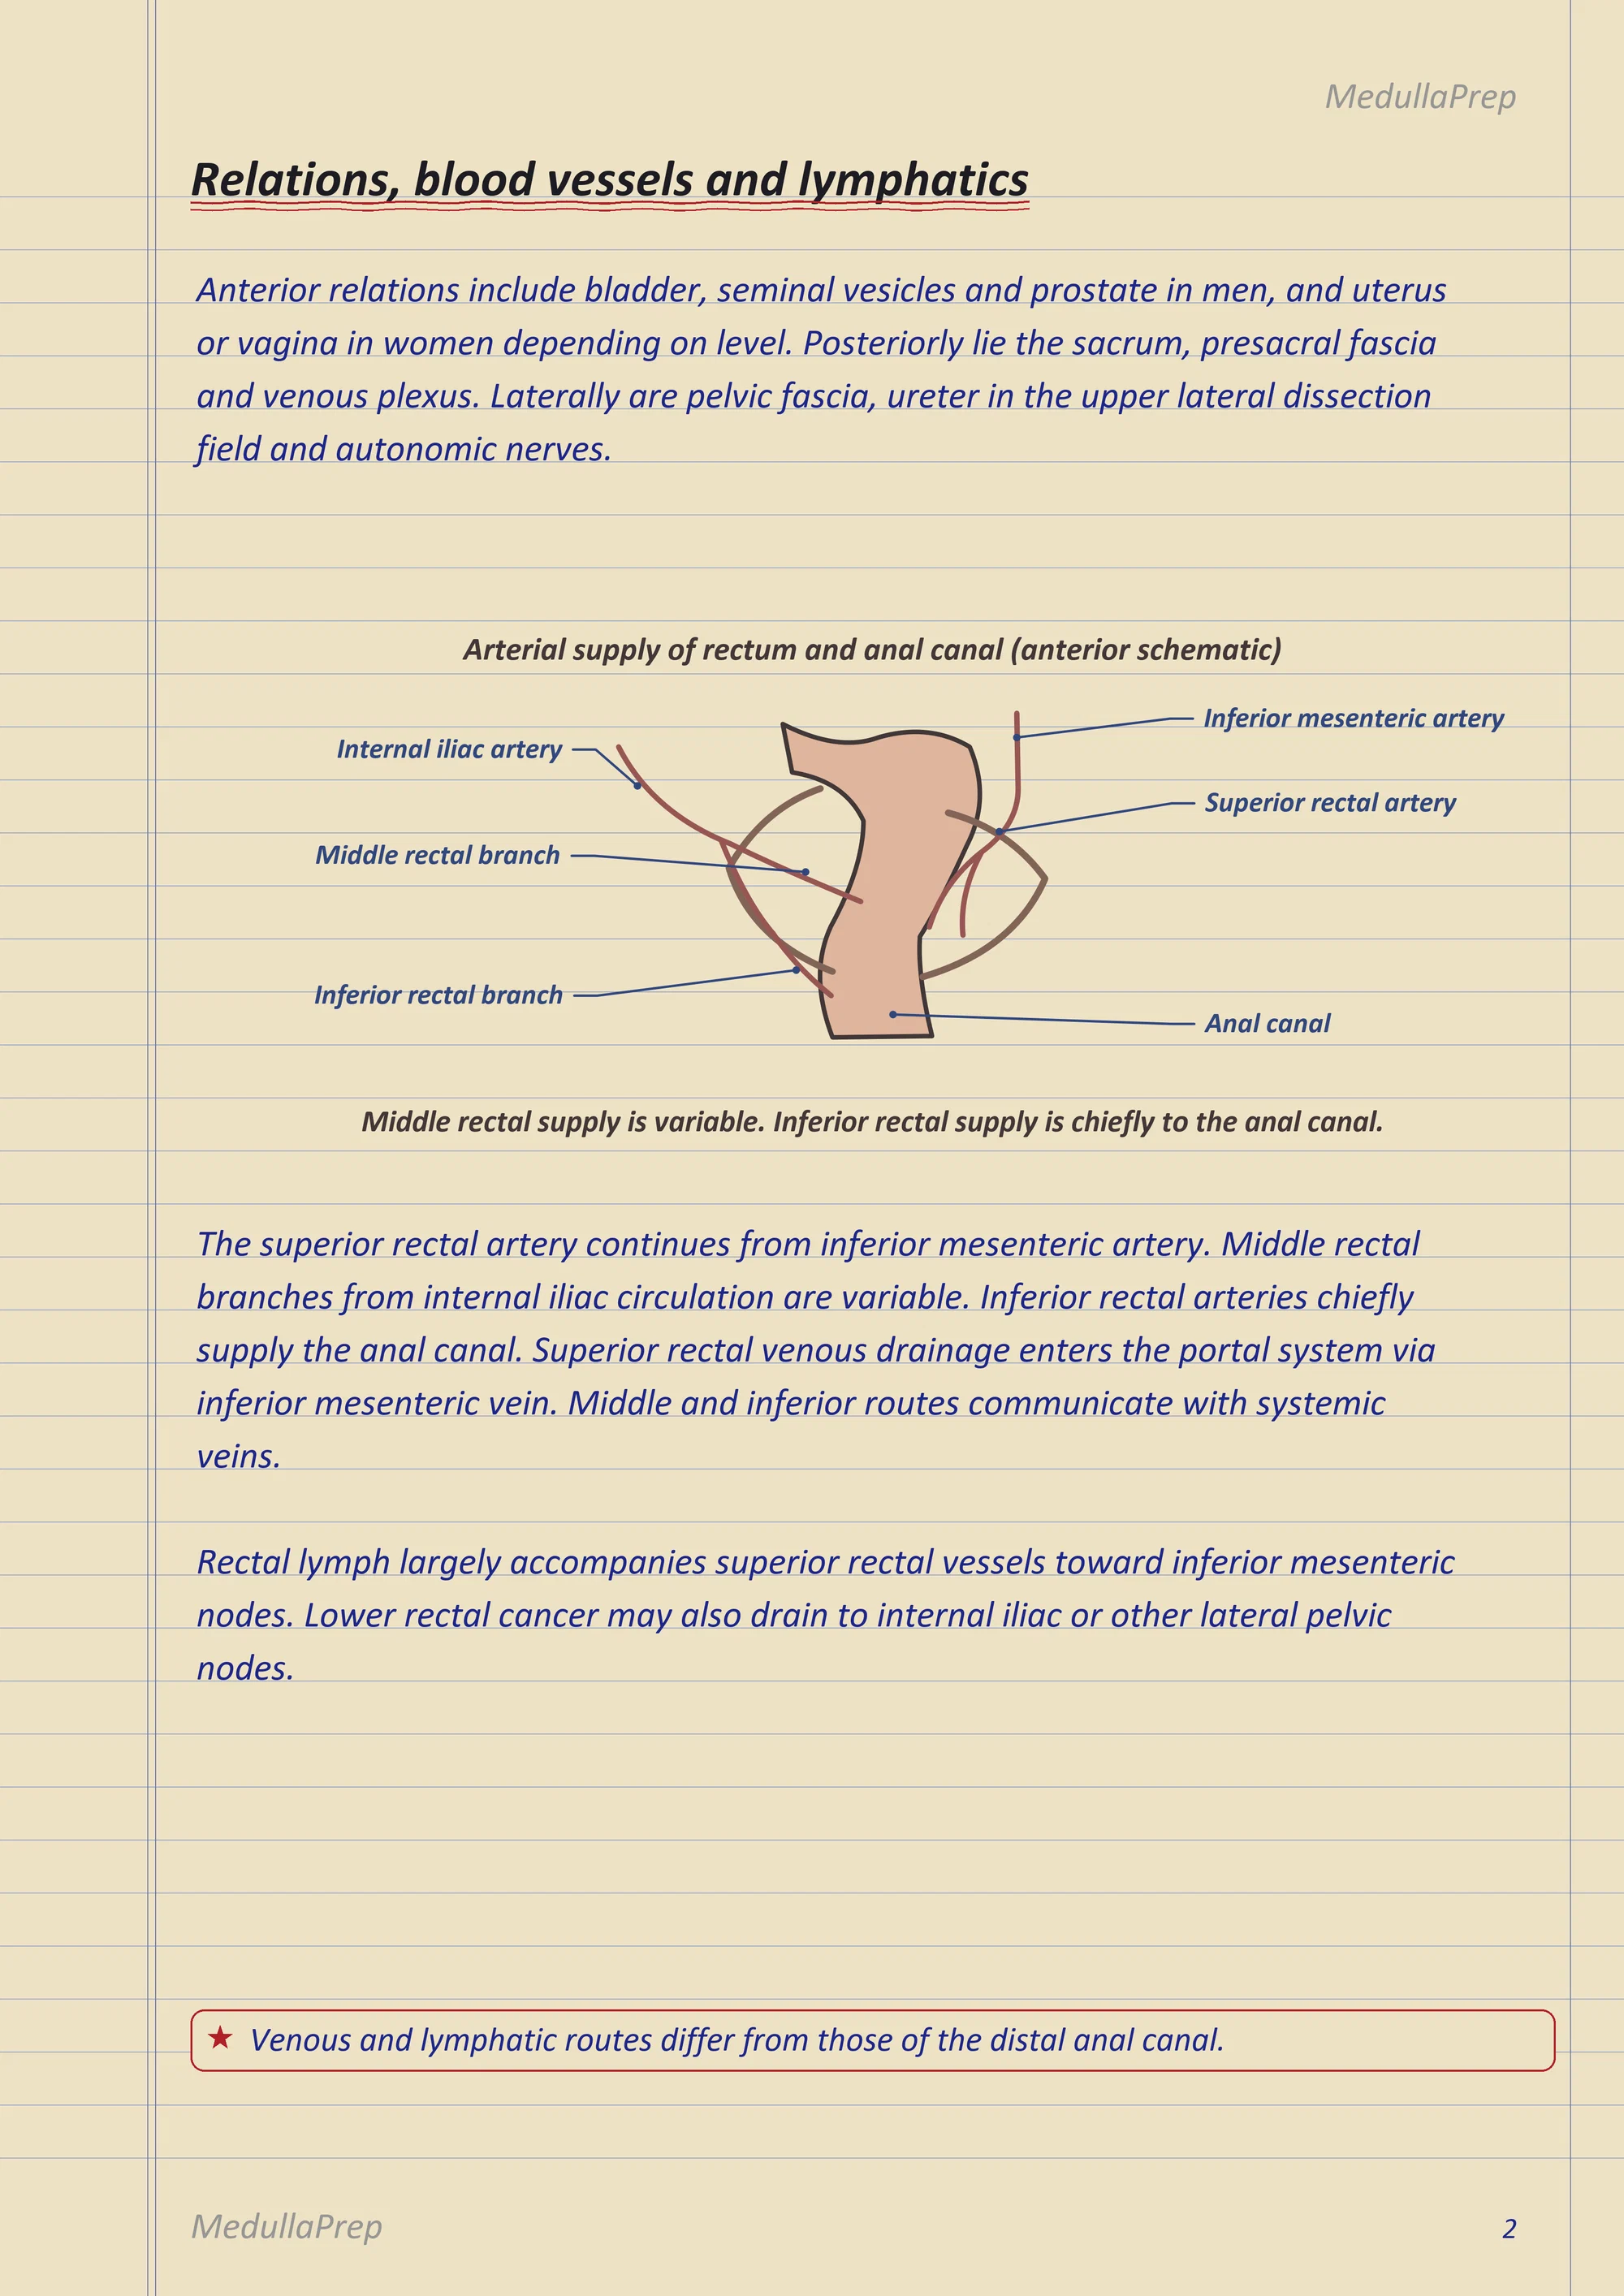 MedullaPrep
Relations, blood vessels and lymphatics
Anterior relations include bladder, seminal vesicles and prostate in men, and uterus
or vagina in women depending on level. Posteriorly lie the sacrum, presacral fascia
and venous plexus. Laterally are pelvic fascia, ureter in the upper lateral dissection
field and autonomic nerves.
Arterial supply of rectum and anal canal (anterior schematic)
Inferior mesenteric artery
Internal iliac artery
Superior rectal artery
Middle rectal branch
Inferior rectal branch
Anal canal
Middle rectal supply is variable. Inferior rectal supply is chiefly to the anal canal.
The superior rectal artery continues from inferior mesenteric artery. Middle rectal
branches from internal iliac circulation are variable. Inferior rectal arteries chiefly
supply the anal canal. Superior rectal venous drainage enters the portal system via
inferior mesenteric vein. Middle and inferior routes communicate with systemic
veins.
Rectal lymph largely accompanies superior rectal vessels toward inferior mesenteric
nodes. Lower rectal cancer may also drain to internal iliac or other lateral pelvic
nodes.
★ Venous and lymphatic routes differ from those of the distal anal canal.
MedullaPrep
2